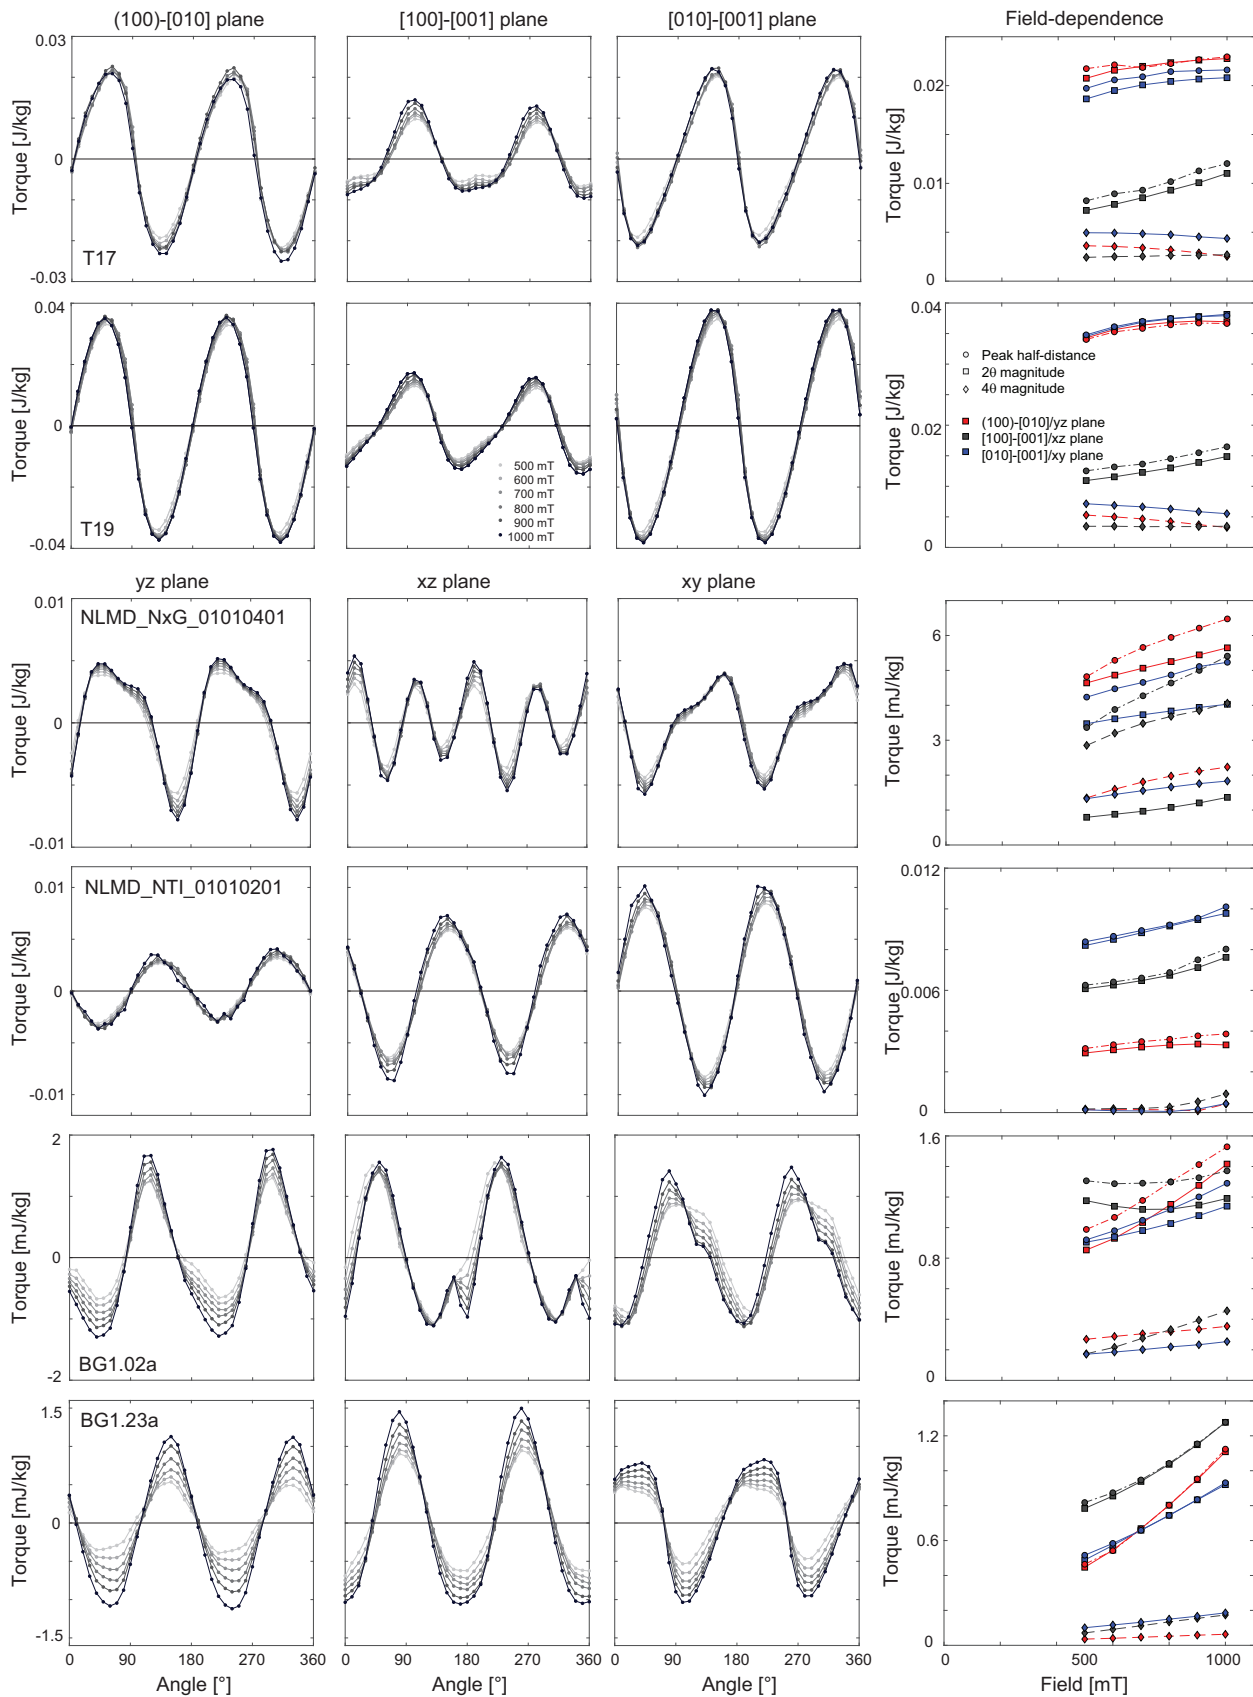 (100)-[010] plane [100]-[001] plane [010]-[001] plane Field-dependence
0.03
0
-0.03
Torque [J/kg]
T17
0.02
0.01
0
Torque [J/kg]
0.04
0
-0.04
Torque [J/kg]
T19
500 mT
600 mT
700 mT
800 mT
900 mT
1000 mT
0.04
0.02
0
Torque [J/kg]
Peak half-distance
2θ magnitude
4θ magnitude
(100)-[010]/yz plane
[100]-[001]/xz plane
[010]-[001]/xy plane
yz plane xz plane xy plane
0.01
0
-0.01
Torque [J/kg]
NLMD_NxG_01010401
6
3
0
Torque [mJ/kg]
0.01
0
-0.01
Torque [J/kg]
NLMD_NTI_01010201
0.012
0.006
0
Torque [J/kg]
2
0
-2
Torque [mJ/kg]
BG1.02a
1.6
0.8
0
Torque [mJ/kg]
1.5
0
-1.5
Torque [mJ/kg]
BG1.23a
1.2
0.6
0
Torque [mJ/kg]
0 90 180 270 360 0 90 180 270 360 0 90 180 270 360 500 1000
Angle [°] Angle [°] Angle [°] Field [mT]